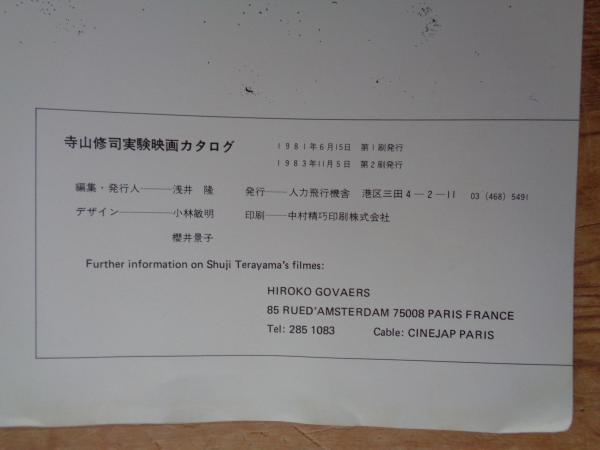 寺山修司実験映画カタログ 1981年6月15日 第1刷発行
1983年11月5日 第2刷発行
編集・発行人――浅井 隆 発行――人力飛行機舎 港区三田4-2-11 03 (468) 5491
デザイン――小林敏明 印刷――中村精巧印刷株式会社
櫻井景子
Further information on Shuji Terayama's filmes:
HIROKO GOVAERS
85 RUED'AMSTERDAM 75008 PARIS FRANCE
Tel: 285 1083 Cable: CINEJAP PARIS